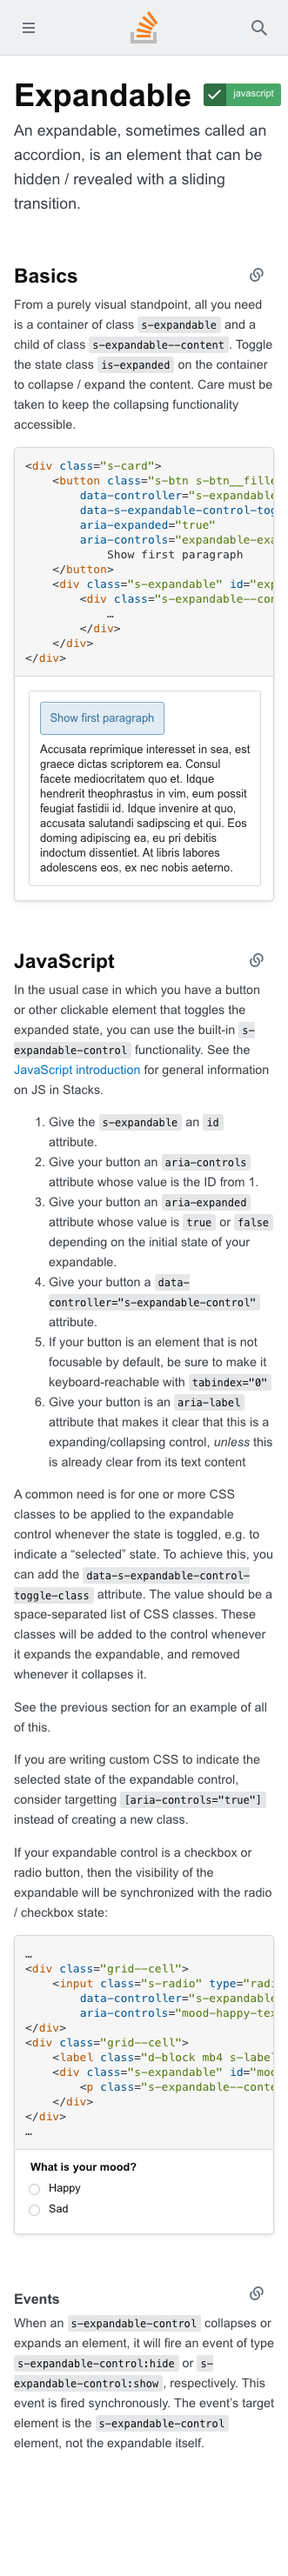 Expandable
javascript
An expandable, sometimes called an
accordion, is an element that can be
hidden / revealed with a sliding
transition.
Basics
From a purely visual standpoint, all you need
is a container of class s-expandable and a
child of class s-expandable--content. Toggle
the state class is-expanded on the container
to collapse / expand the content. Care must be
taken to keep the collapsing functionality
accessible.
<div class="s-card">
<button class="s-btn s-btn__fille
data-controller="s-expandable
data-s-expandable-control-tog
aria-expanded="true"
aria-controls="expandable-exa
Show first paragraph
</button>
<div class="s-expandable" id="exp
<div class="s-expandable--con
…
</div>
</div>
</div>
Show first paragraph
Accusata reprimique interesset in sea, est
graece dictas scriptorem ea. Consul
facete mediocritatem quo et. Idque
hendrerit theophrastus in vim, eum possit
feugiat fastidii id. Idque invenire at quo,
accusata salutandi sadipscing et qui. Eos
doming adipiscing ea, eu pri debitis
indoctum dissentiet. At libris labores
adolescens eos, ex nec nobis aeterno.
JavaScript
In the usual case in which you have a button
or other clickable element that toggles the
expanded state, you can use the built-in s-
expandable-control functionality. See the
JavaScript introduction for general information
on JS in Stacks.
1. Give the s-expandable an id
attribute.
2. Give your button an aria-controls
attribute whose value is the ID from 1.
3. Give your button an aria-expanded
attribute whose value is true or false
depending on the initial state of your
expandable.
4. Give your button a data-
controller="s-expandable-control"
attribute.
5. If your button is an element that is not
focusable by default, be sure to make it
keyboard-reachable with tabindex="0"
6. Give your button is an aria-label
attribute that makes it clear that this is a
expanding/collapsing control, unless this
is already clear from its text content
A common need is for one or more CSS
classes to be applied to the expandable
control whenever the state is toggled, e.g. to
indicate a “selected” state. To achieve this, you
can add the data-s-expandable-control-
toggle-class attribute. The value should be a
space-separated list of CSS classes. These
classes will be added to the control whenever
it expands the expandable, and removed
whenever it collapses it.
See the previous section for an example of all
of this.
If you are writing custom CSS to indicate the
selected state of the expandable control,
consider targetting [aria-controls="true"]
instead of creating a new class.
If your expandable control is a checkbox or
radio button, then the visibility of the
expandable will be synchronized with the radio
/ checkbox state:
…
<div class="grid--cell">
<input class="s-radio" type="radi
data-controller="s-expandable
aria-controls="mood-happy-tex
</div>
<div class="grid--cell">
<label class="d-block mb4 s-label
<div class="s-expandable" id="moo
<p class="s-expandable--conte
</div>
</div>
…
What is your mood?
Happy
Sad
Events
When an s-expandable-control collapses or
expands an element, it will fire an event of type
s-expandable-control:hide or s-
expandable-control:show, respectively. This
event is fired synchronously. The event’s target
element is the s-expandable-control
element, not the expandable itself.